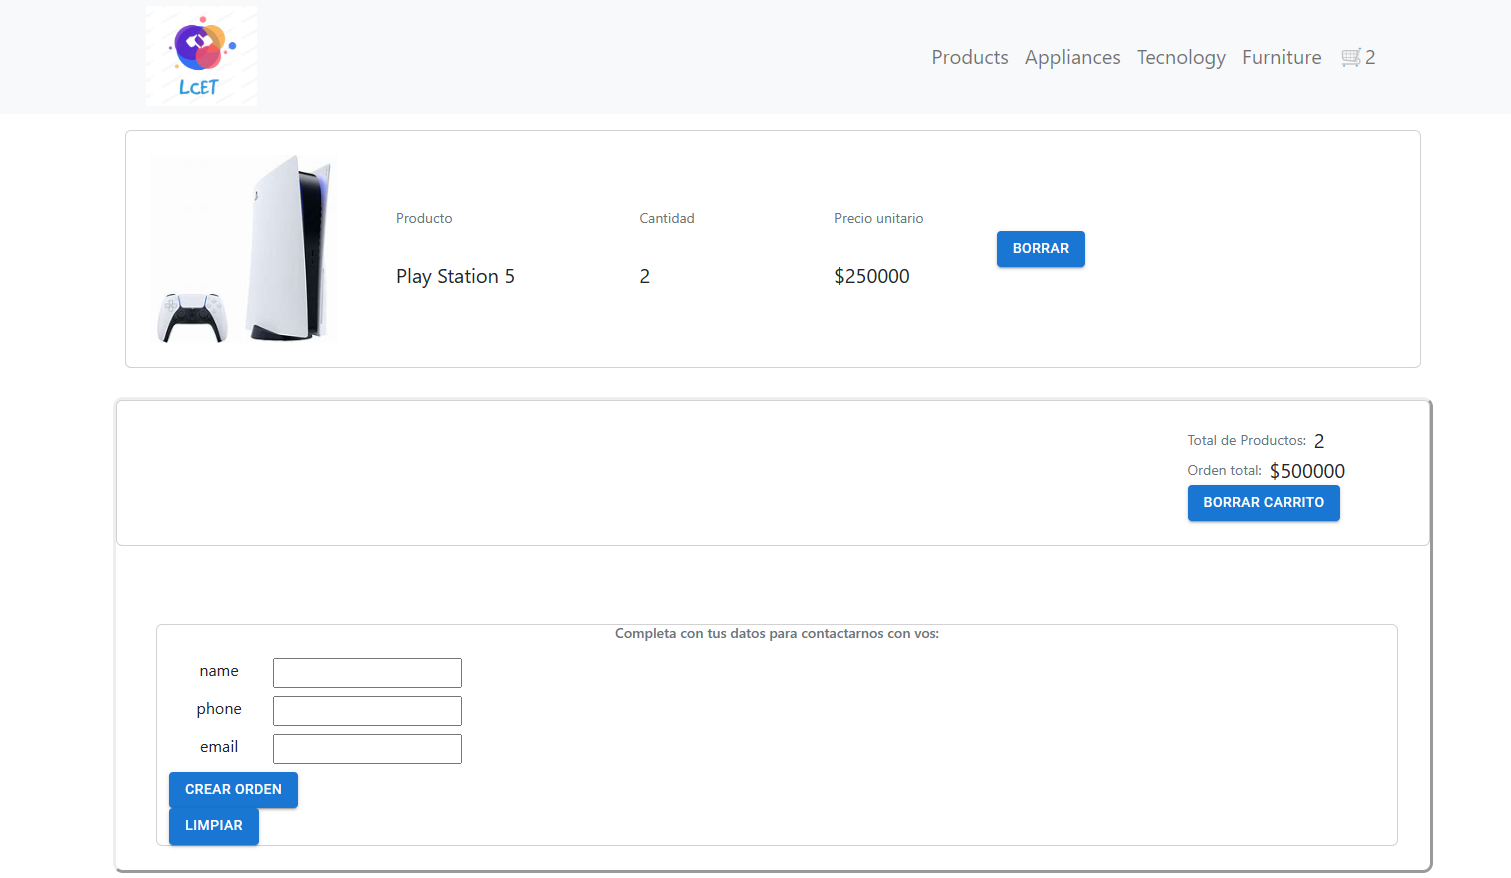 LCET
Products Appliances Tecnology Furniture 2
Producto Cantidad Precio unitario
BORRAR
Play Station 5 2 $250000
Total de Productos: 2
Orden total: $500000
BORRAR CARRITO
Completa con tus datos para contactarnos con vos:
name
phone
email
CREAR ORDEN
LIMPIAR